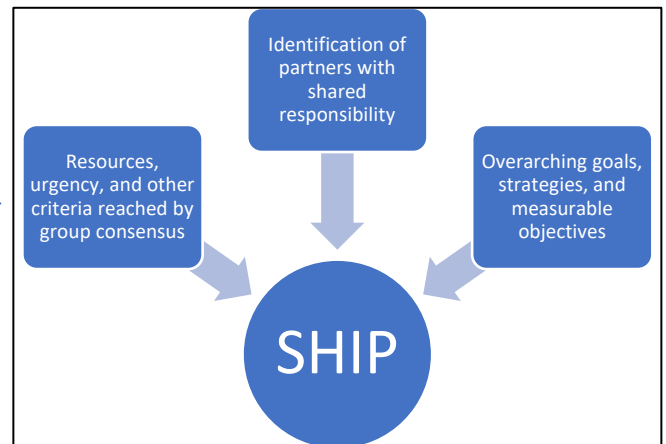 Identification of
partners with
shared
responsibility
Resources,
urgency, and other
criteria reached by
group consensus
Overarching goals,
strategies, and
measurable
objectives
SHIP